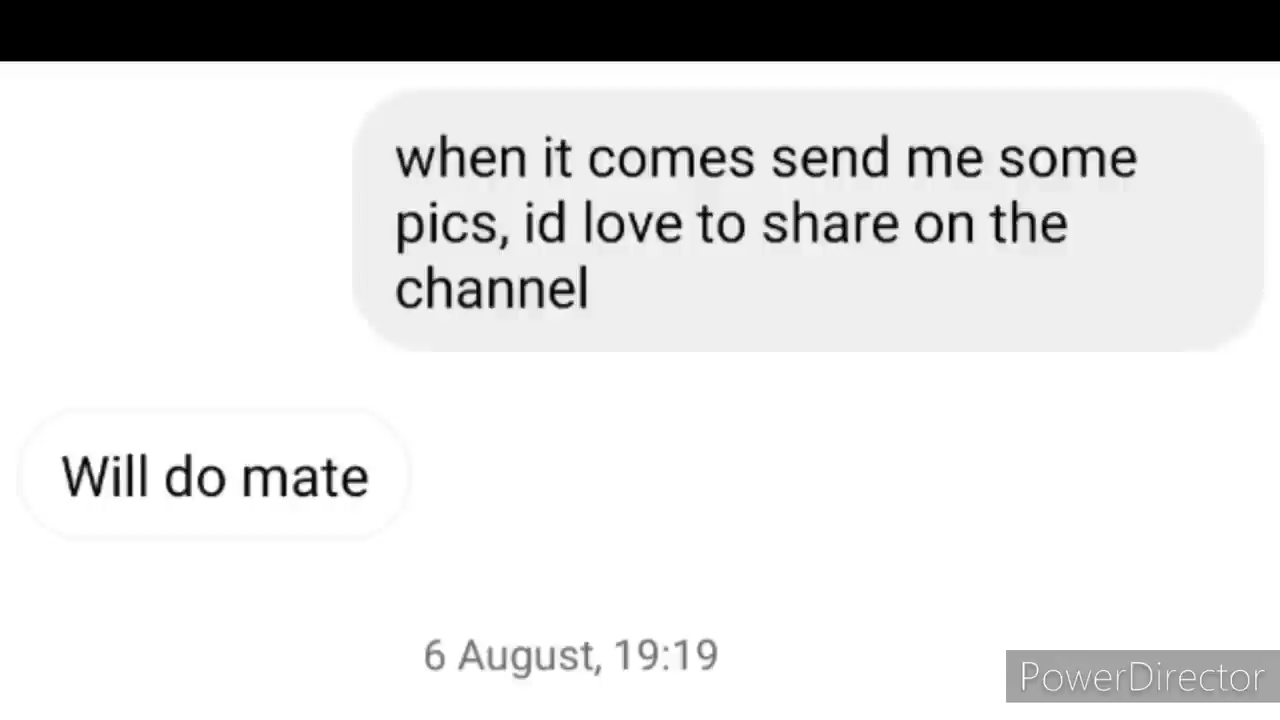 when it comes send me some
pics, id love to share on the
channel
Will do mate
6 August, 19:19
PowerDirector